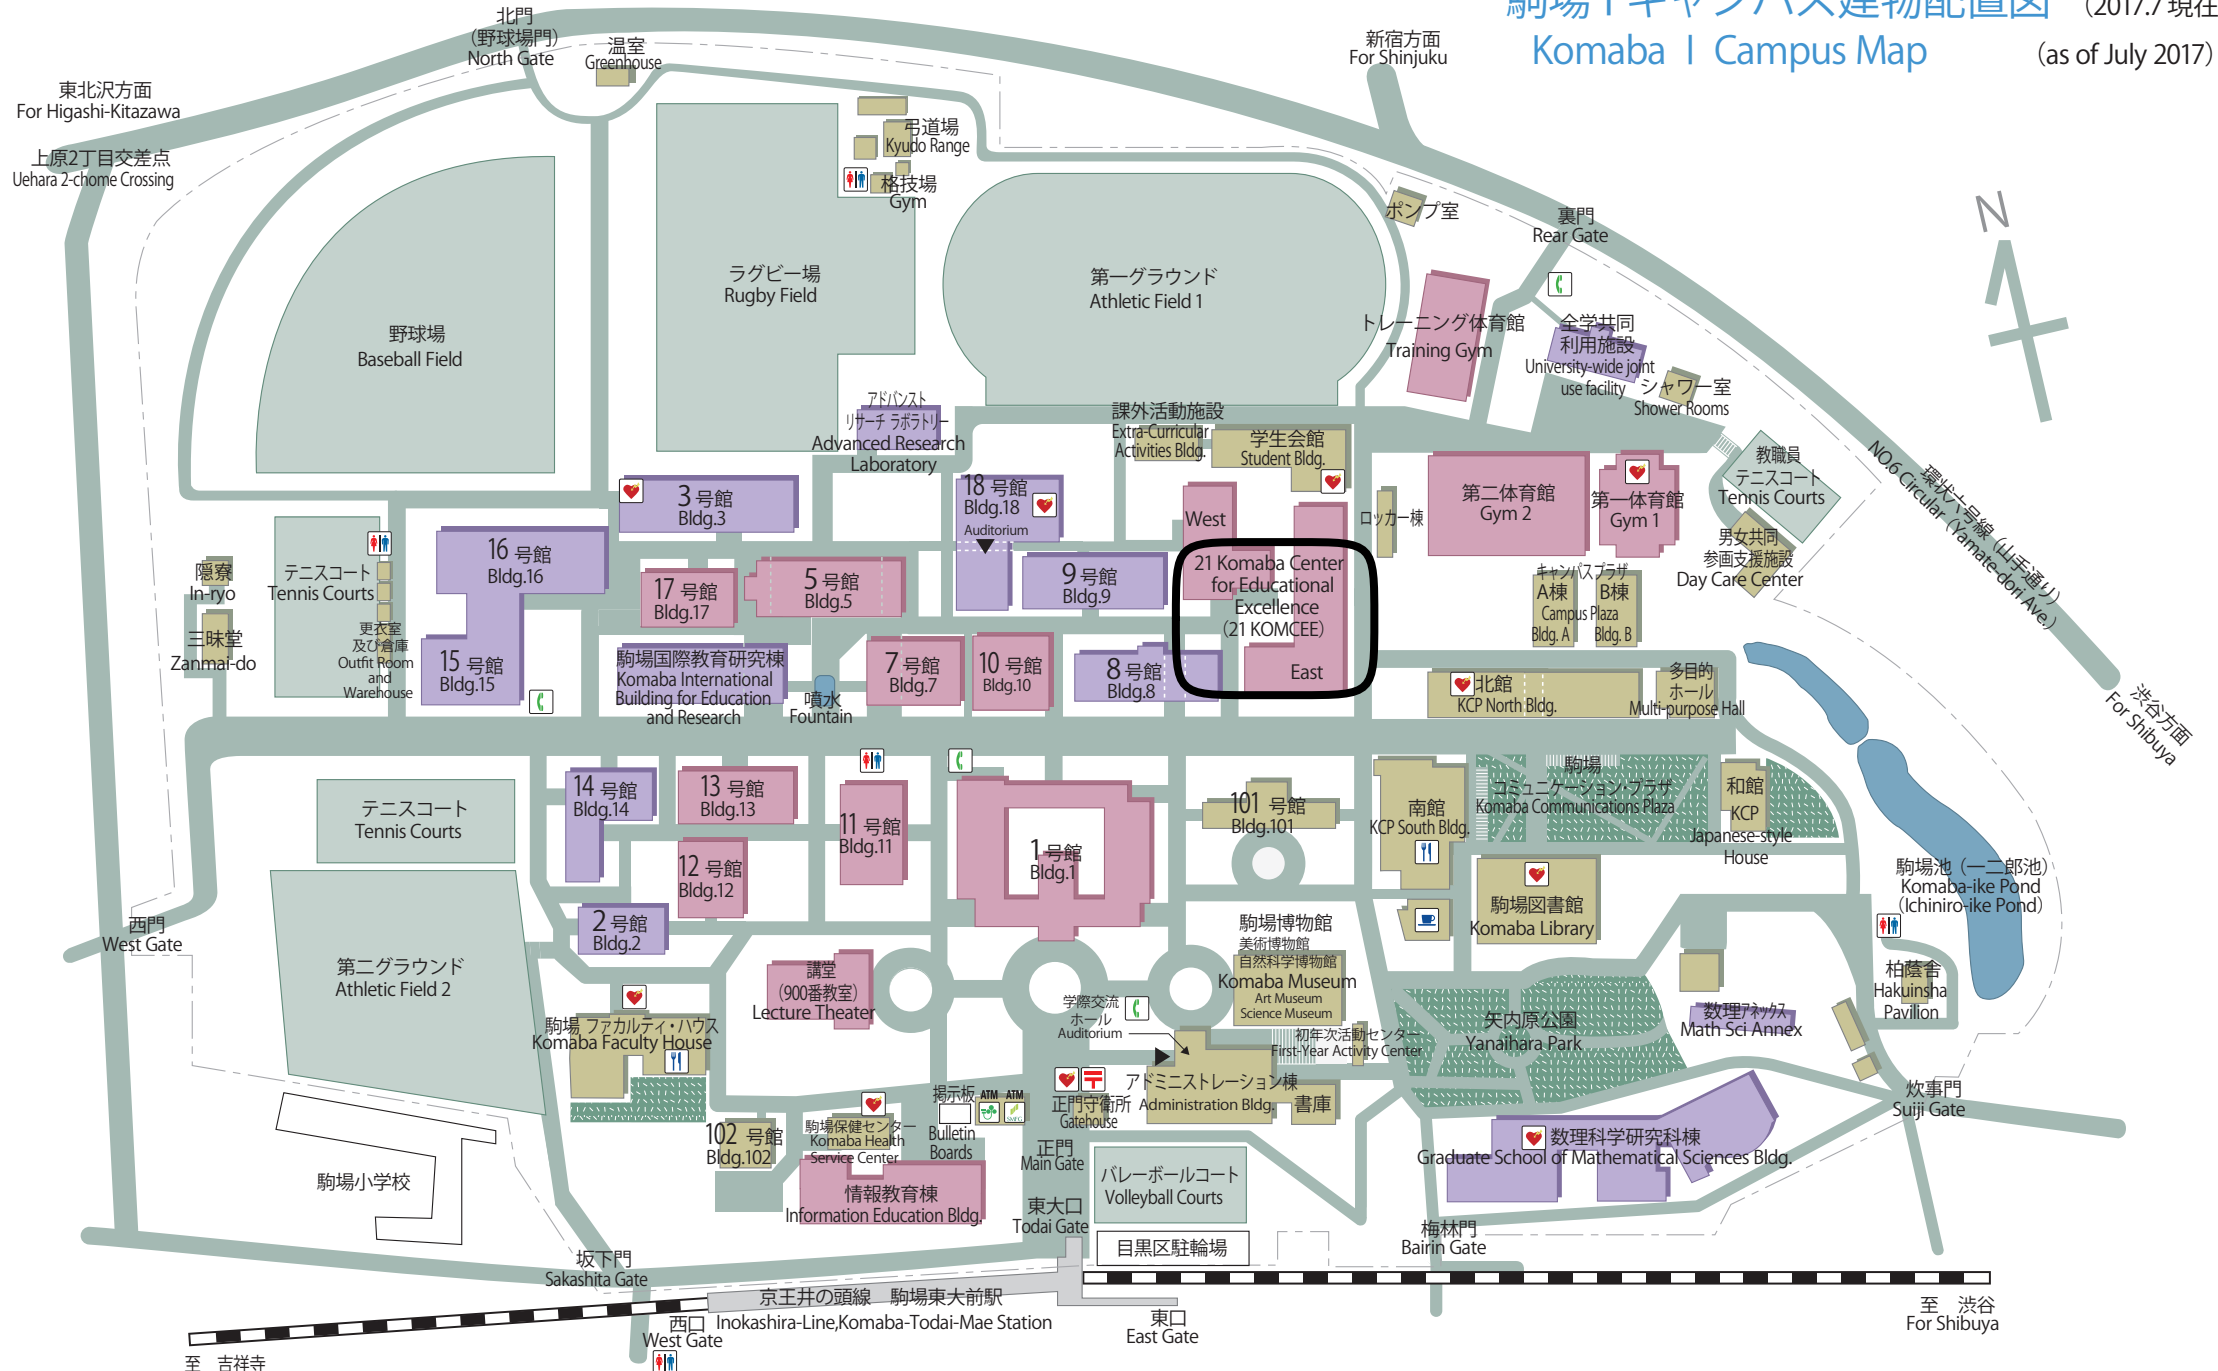 駒場Ⅰキャンパス建物配置図 (2017.7 現在
Komaba Ⅰ Campus Map (as of July 2017)
北門
(野球場門)
North Gate
温室
Greenhouse
新宿方面
For Shinjuku
東北沢方面
For Higashi-Kitazawa
上原2丁目交差点
Uehara 2-chome Crossing
弓道場
Kyudo Range
格技場
Gym
ポンプ室
裏門
Rear Gate
N
ラグビー場
Rugby Field
第一グラウンド
Athletic Field 1
野球場
Baseball Field
トレーニング体育館
Training Gym
全学共同
利用施設
University-wide joint
use facility
シャワー室
Shower Rooms
アドバンスト
リサーチ ラボラトリー
Advanced Research
Laboratory
課外活動施設
Extra-Curricular
Activities Bldg.
学生会館
Student Bldg.
教職員
テニスコート
Tennis Courts
環状六号線 (山手通り)
NO.6 Circular (Yamate-dori Ave.)
3 号館
Bldg.3
18 号館
Bldg.18
Auditorium
West
ロッカー棟
第二体育館
Gym 2
第一体育館
Gym 1
男女共同
参画支援施設
Day Care Center
16 号館
Bldg.16
隠寮
In-ryo
テニスコート
Tennis Courts
17 号館
Bldg.17
5 号館
Bldg.5
9 号館
Bldg.9
21 Komaba Center
for Educational
Excellence
(21 KOMCEE)
East
キャンパスプラザ
A棟 B棟
Campus Plaza
Bldg. A Bldg. B
三昧堂
Zanmai-do
更衣室
及び倉庫
Outfit Room
and
Warehouse
15 号館
Bldg.15
駒場国際教育研究棟
Komaba International
Building for Education
and Research
噴水
Fountain
7 号館
Bldg.7
10 号館
Bldg.10
8 号館
Bldg.8
北館
KCP North Bldg.
多目的
ホール
Multi-purpose Hall
渋谷方面
For Shibuya
テニスコート
Tennis Courts
14 号館
Bldg.14
13 号館
Bldg.13
11 号館
Bldg.11
12 号館
Bldg.12
1 号館
Bldg.1
101 号館
Bldg.101
南館
KCP South Bldg.
駒場
コミュニケーション・プラザ
Komaba Communications Plaza
和館
KCP
Japanese-style
House
駒場池 (一二郎池)
Komaba-ike Pond
(Ichiniro-ike Pond)
西門
West Gate
2 号館
Bldg.2
駒場図書館
Komaba Library
第二グラウンド
Athletic Field 2
講堂
(900番教室)
Lecture Theater
駒場博物館
美術博物館
自然科学博物館
Komaba Museum
Art Museum
Science Museum
柏蔭舎
Hakuinsha
Pavilion
駒場 ファカルティ・ハウス
Komaba Faculty House
学際交流
ホール
Auditorium
初年次活動センター
First-Year Activity Center
矢内原公園
Yanaihara Park
数理アネックス
Math Sci Annex
掲示板
Bulletin
Boards
ATM ATM
SMFG
正門守衛所
Gatehouse
アドミニストレーション棟
Administration Bldg.
書庫
炊事門
Suiji Gate
102 号館
Bldg.102
駒場保健センター
Komaba Health
Service Center
正門
Main Gate
バレーボールコート
Volleyball Courts
数理科学研究科棟
Graduate School of Mathematical Sciences Bldg.
駒場小学校
情報教育棟
Information Education Bldg.
東大口
Todai Gate
目黒区駐輪場
梅林門
Bairin Gate
坂下門
Sakashita Gate
京王井の頭線 駒場東大前駅
Inokashira-Line,Komaba-Todai-Mae Station
西口
West Gate
東口
East Gate
至 渋谷
For Shibuya
至 吉祥寺